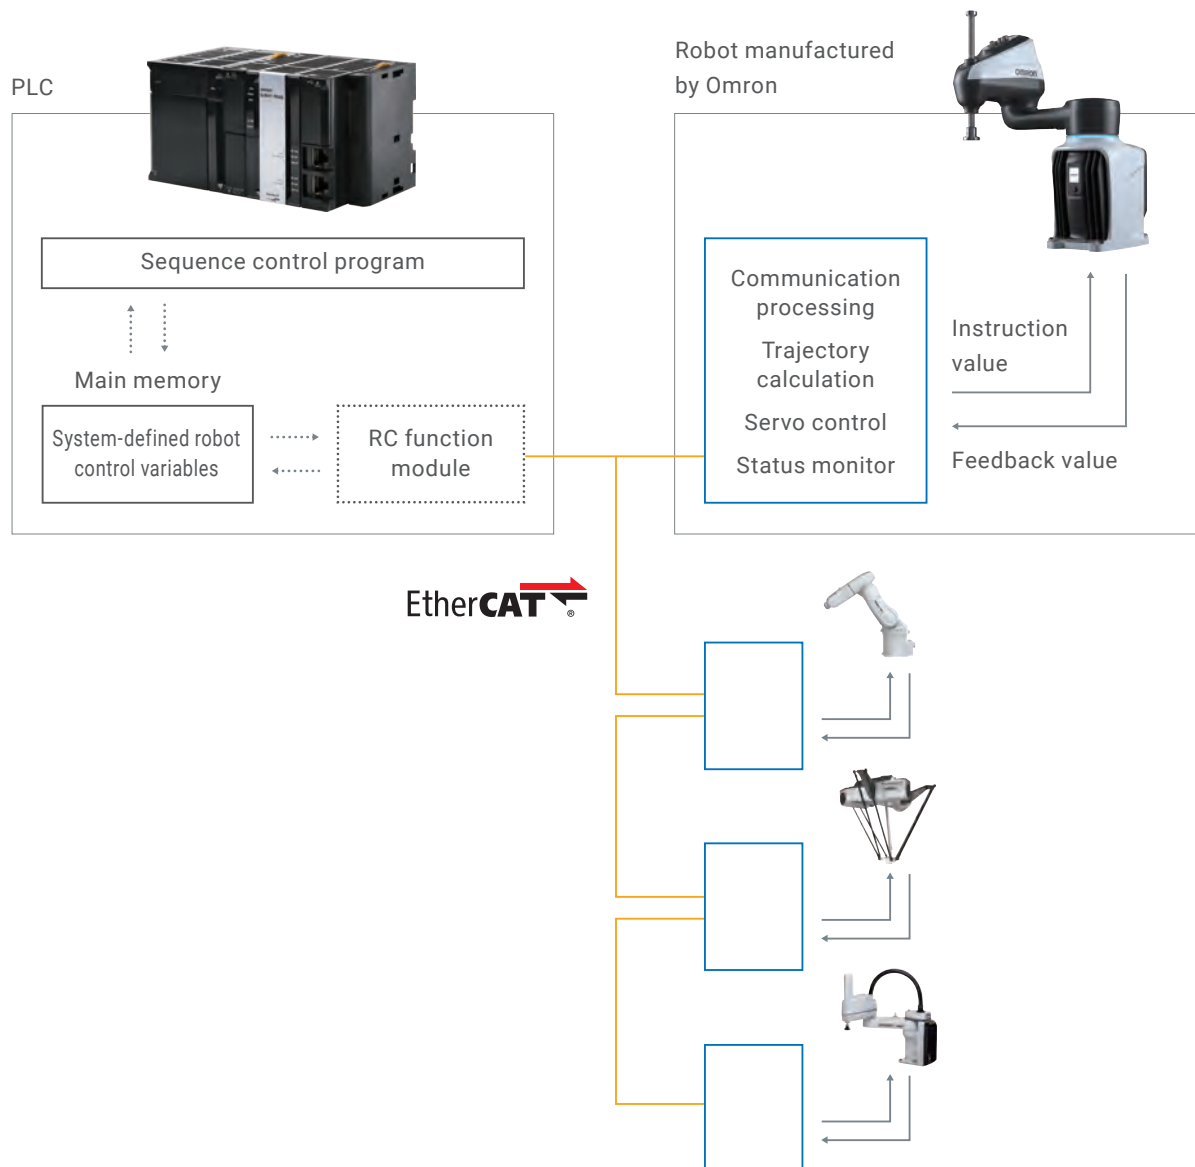 PLC
Robot manufactured
by Omron
OMRON
Sequence control program
Main memory
System-defined robot
control variables
RC function
module
Communication
processing
Trajectory
calculation
Servo control
Status monitor
Instruction
value
Feedback value
EtherCAT®